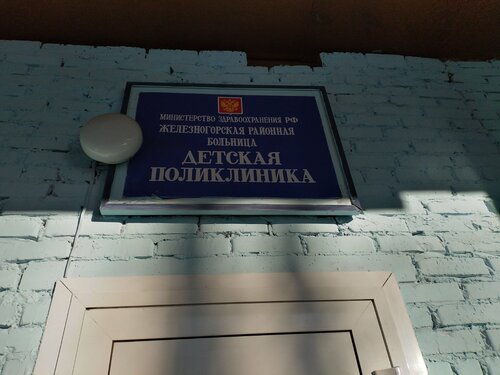 МИНИСТЕРСТВО ЗДРАВООХРАНЕНИЯ РФ
ЖЕЛЕЗНОГОРСКАЯ РАЙОННАЯ
БОЛЬНИЦА
ДЕТСКАЯ
ПОЛИКЛИНИКА